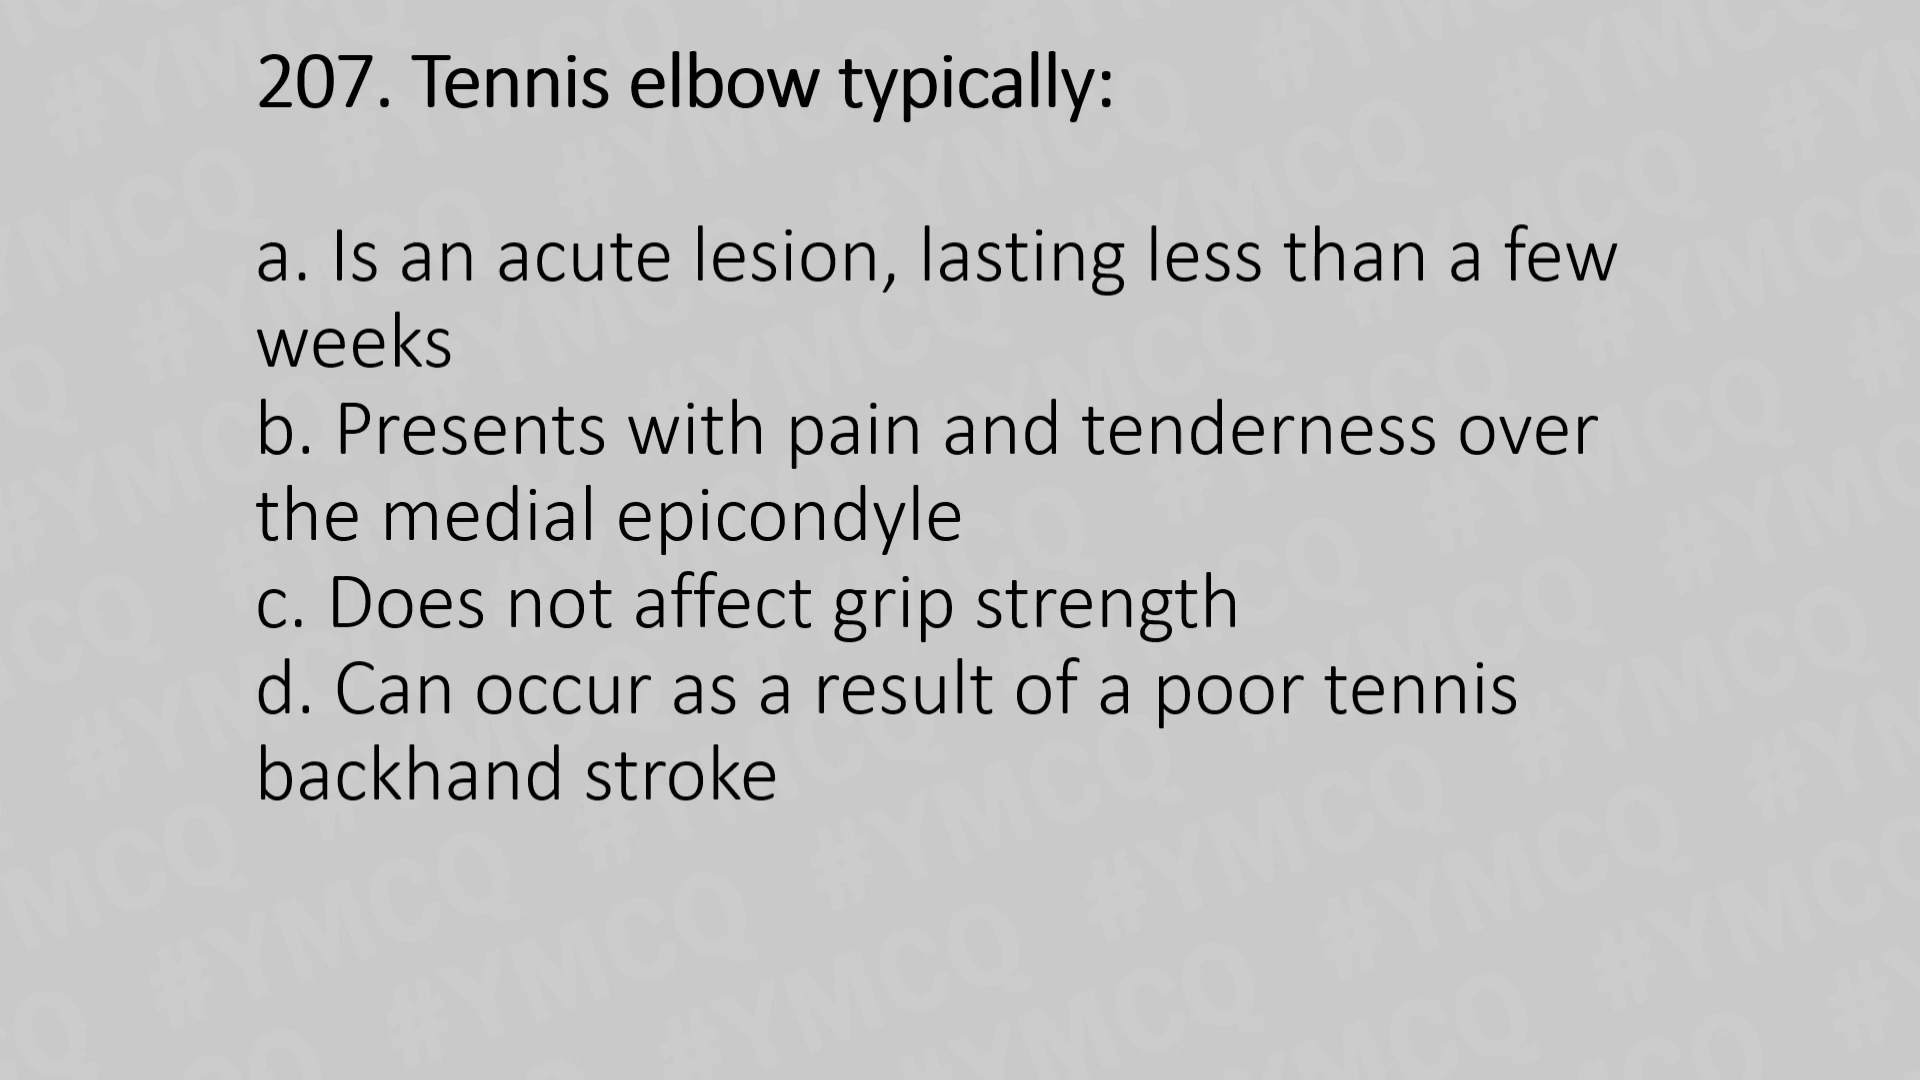 207. Tennis elbow typically:
a. Is an acute lesion, lasting less than a few
weeks
b. Presents with pain and tenderness over
the medial epicondyle
c. Does not affect grip strength
d. Can occur as a result of a poor tennis
backhand stroke
#YMCQ